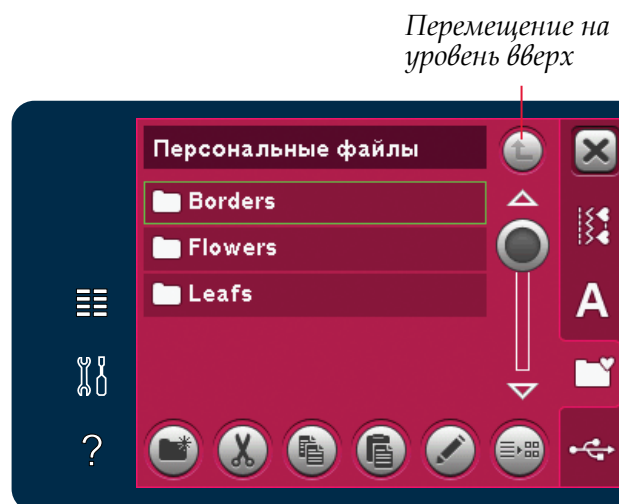 Перемещение на
уровень вверх
Персональные файлы
Borders
Flowers
Leafs
A
?